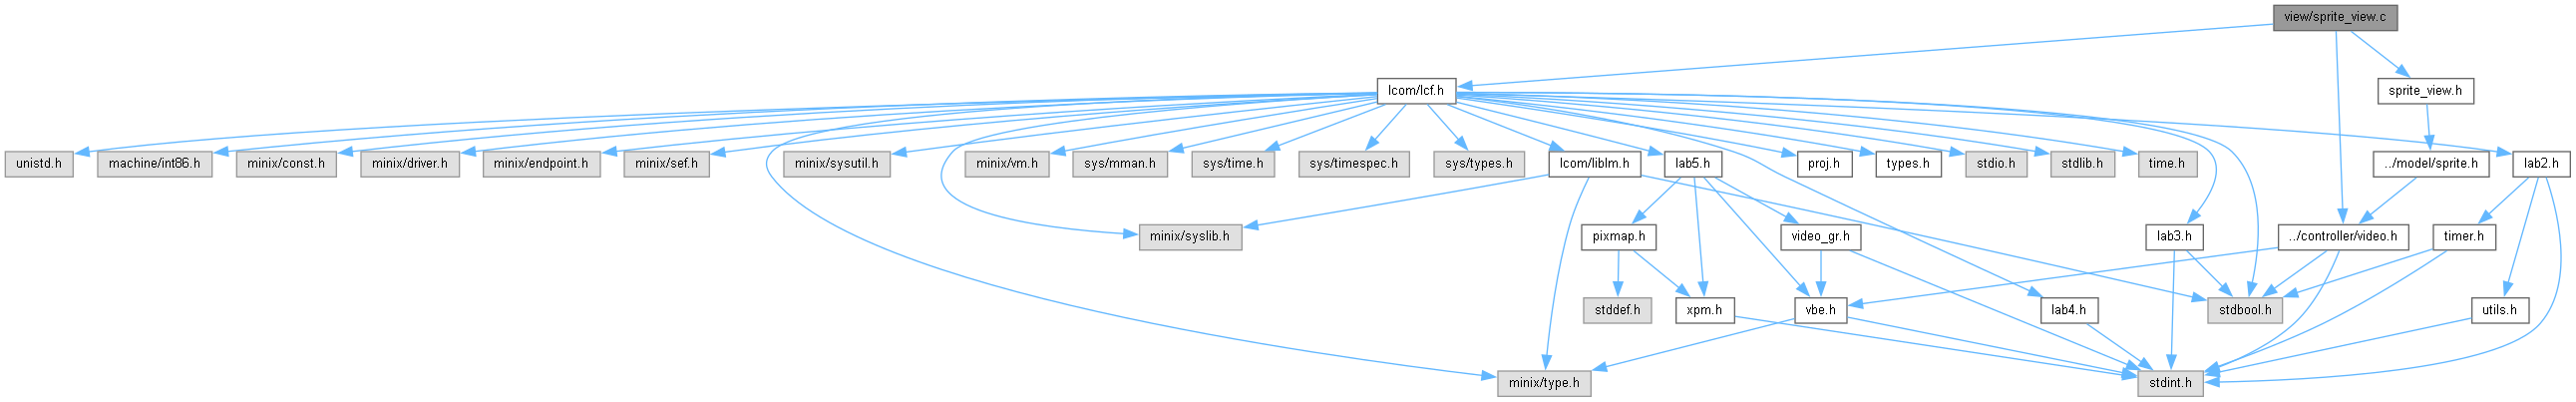 view/sprite_view.c
lcom/lcf.h
sprite_view.h
unistd.h
machine/int86.h
minix/const.h
minix/driver.h
minix/endpoint.h
minix/sef.h
minix/sysutil.h
minix/vm.h
sys/mman.h
sys/time.h
sys/timespec.h
sys/types.h
lcom/liblm.h
lab5.h
proj.h
types.h
stdio.h
stdlib.h
time.h
../model/sprite.h
lab2.h
minix/syslib.h
pixmap.h
video_gr.h
lab3.h
../controller/video.h
timer.h
stddef.h
xpm.h
vbe.h
lab4.h
stdbool.h
utils.h
minix/type.h
stdint.h